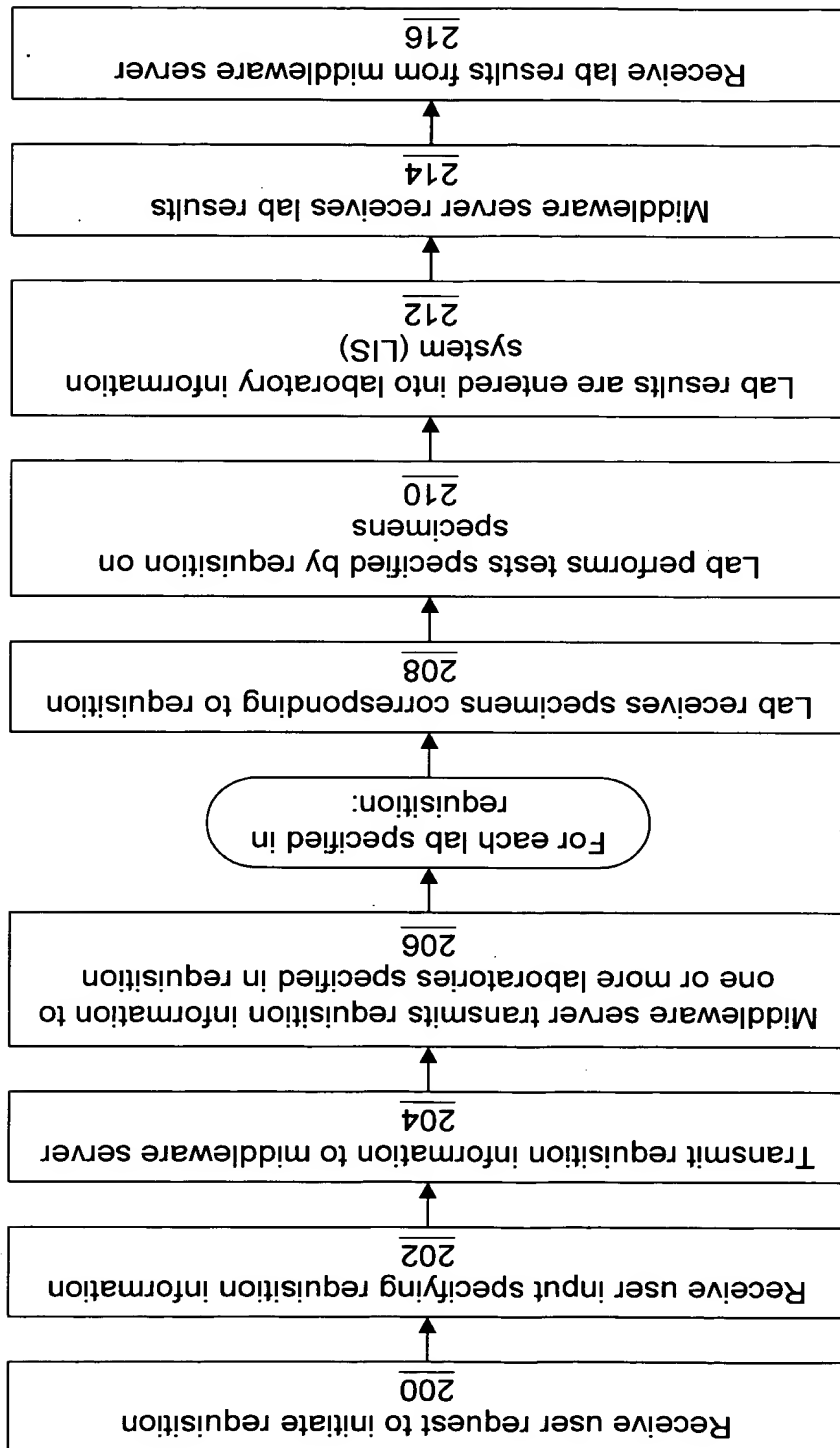 Receive user request to initiate requisition
200
Receive user input specifying requisition information
202
Transmit requisition information to middleware server
204
Middleware server transmits requisition information to
one or more laboratories specified in requisition
206
For each lab specified in
requisition:
Lab receives specimens corresponding to requisition
208
Lab performs tests specified by requisition on
specimens
210
Lab results are entered into laboratory information
system (LIS)
212
Middleware server receives lab results
214
Receive lab results from middleware server
216